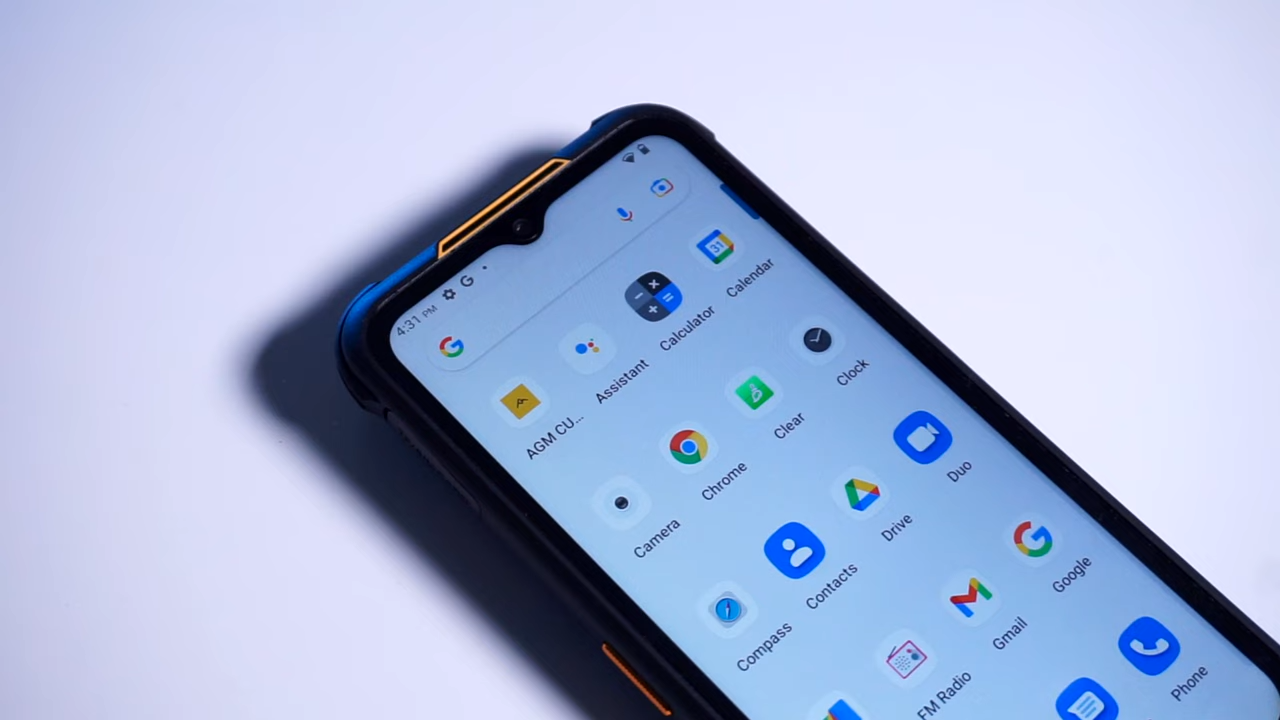 4:31 PM
31
AGM CU...
Assistant
Calculator
Calendar
Camera
Chrome
Clear
Clock
Compass
Contacts
Drive
Duo
FM Radio
Gmail
Google
Phone